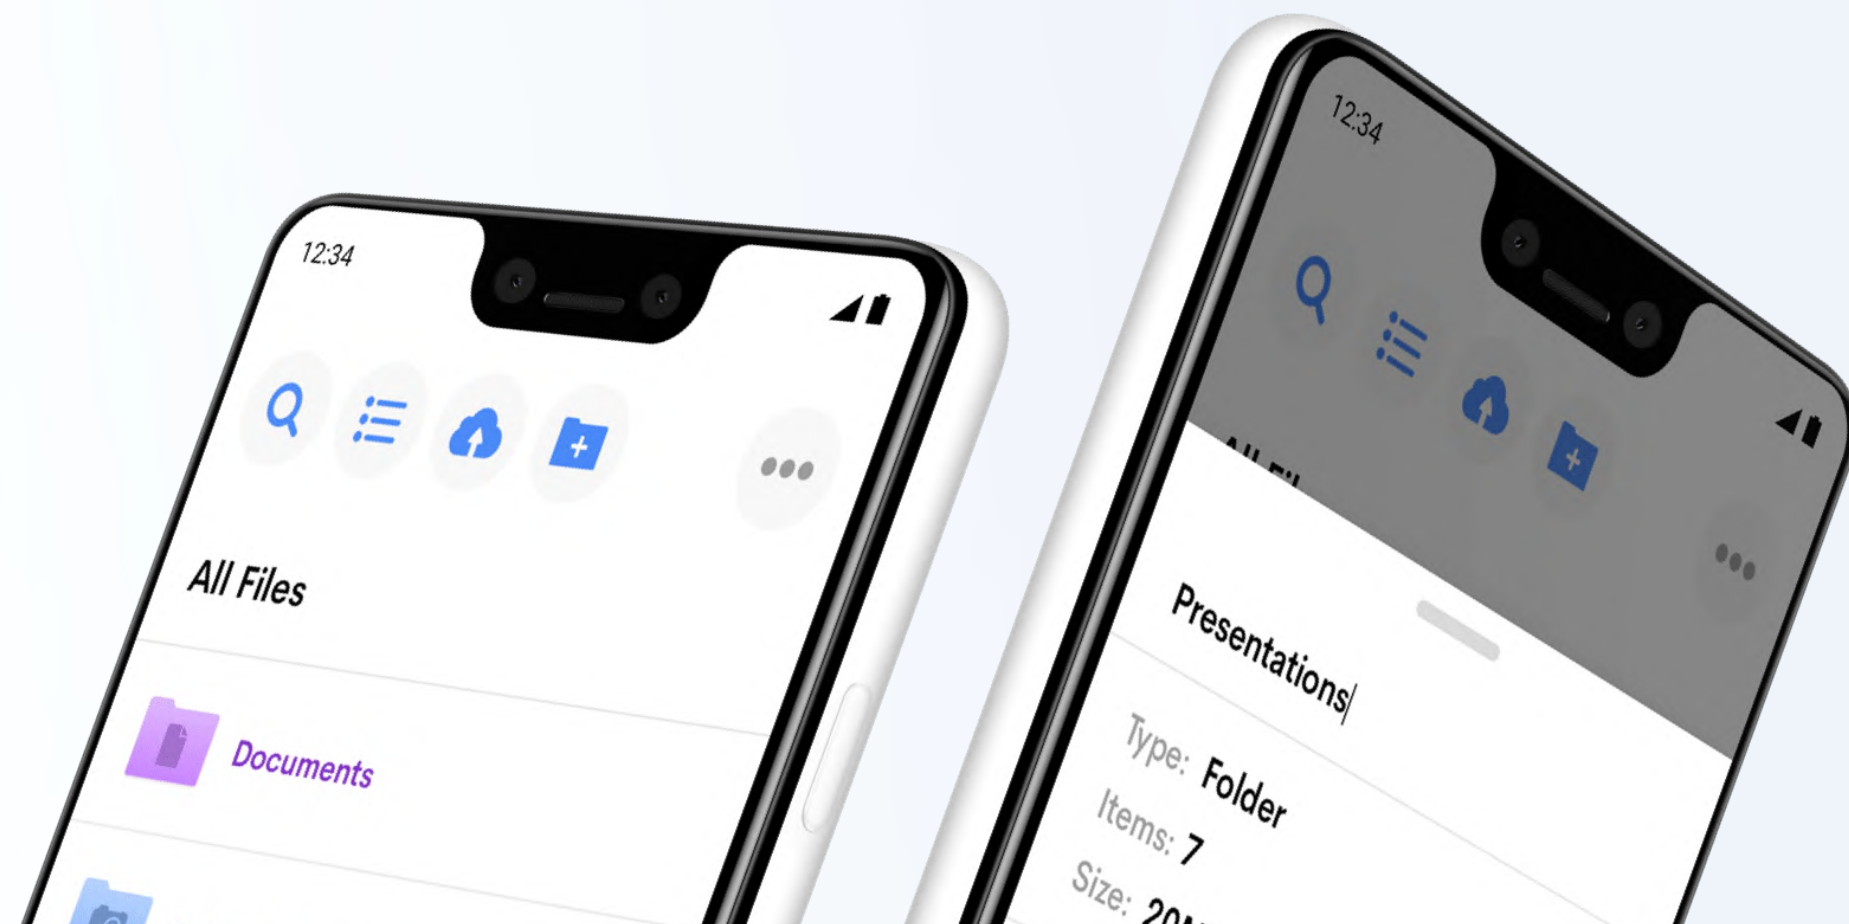 12:34
All Files
Documents
12:34
Presentations
Type: Folder
Items: 7
Size: